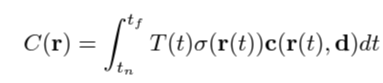 C(r) = ∫_{t_n}^{t_f} T(t)σ(r(t))c(r(t), d)dt